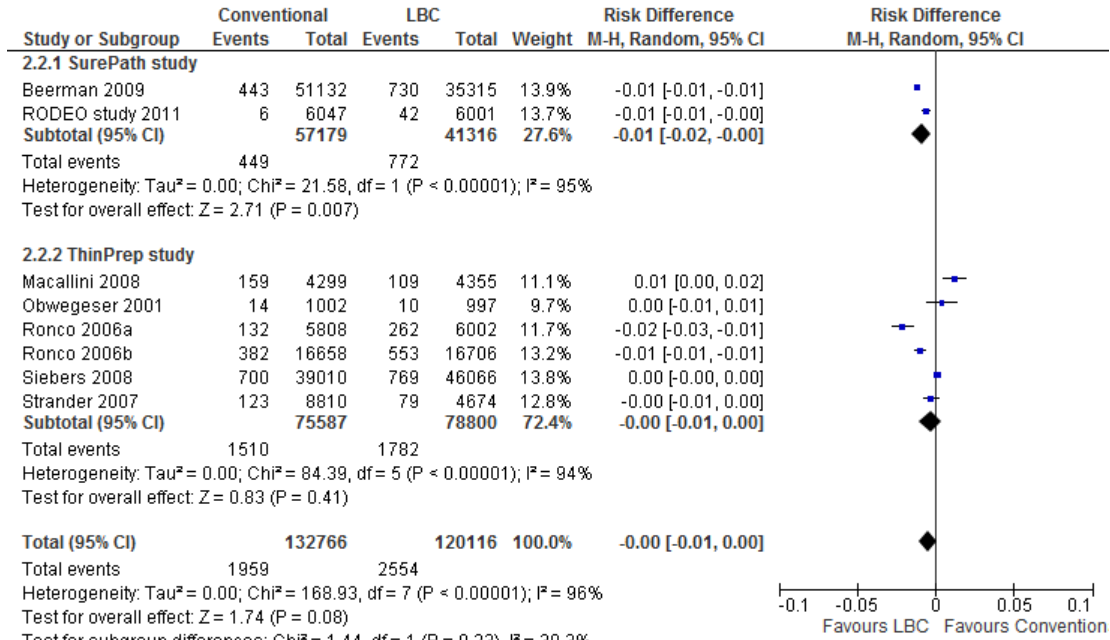 Conventional LBC Risk Difference Risk Difference
Study or Subgroup Events Total Events Total Weight M-H, Random, 95% CI M-H, Random, 95% CI
2.2.1 SurePath study
Beerman 2009 443 51132 730 35315 13.9% -0.01 [-0.01, -0.01]
RODEO study 2011 6 6047 42 6001 13.7% -0.01 [-0.01, -0.00]
Subtotal (95% CI) 57179 41316 27.6% -0.01 [-0.02, -0.00]
Total events 449 772
Heterogeneity: Tau² = 0.00; Chi² = 21.58, df = 1 (P < 0.00001); I² = 95%
Test for overall effect: Z = 2.71 (P = 0.007)
2.2.2 ThinPrep study
Macallini 2008 159 4299 109 4355 11.1% 0.01 [0.00, 0.02]
Obwegeser 2001 14 1002 10 997 9.7% 0.00 [-0.01, 0.01]
Ronco 2006a 132 5808 262 6002 11.7% -0.02 [-0.03, -0.01]
Ronco 2006b 382 16658 553 16706 13.2% -0.01 [-0.01, -0.01]
Siebers 2008 700 39010 769 46066 13.8% 0.00 [-0.00, 0.00]
Strander 2007 123 8810 79 4674 12.8% -0.00 [-0.01, 0.00]
Subtotal (95% CI) 75587 78800 72.4% -0.00 [-0.01, 0.00]
Total events 1510 1782
Heterogeneity: Tau² = 0.00; Chi² = 84.39, df = 5 (P < 0.00001); I² = 94%
Test for overall effect: Z = 0.83 (P = 0.41)
Total (95% CI) 132766 120116 100.0% -0.00 [-0.01, 0.00]
Total events 1959 2554
Heterogeneity: Tau² = 0.00; Chi² = 168.93, df = 7 (P < 0.00001); I² = 96%
Test for overall effect: Z = 1.74 (P = 0.08)
-0.1 -0.05 0 0.05 0.1
Favours LBC Favours Convention
Test for subgroup differences: Chi² = 1.44, df = 1 (P =